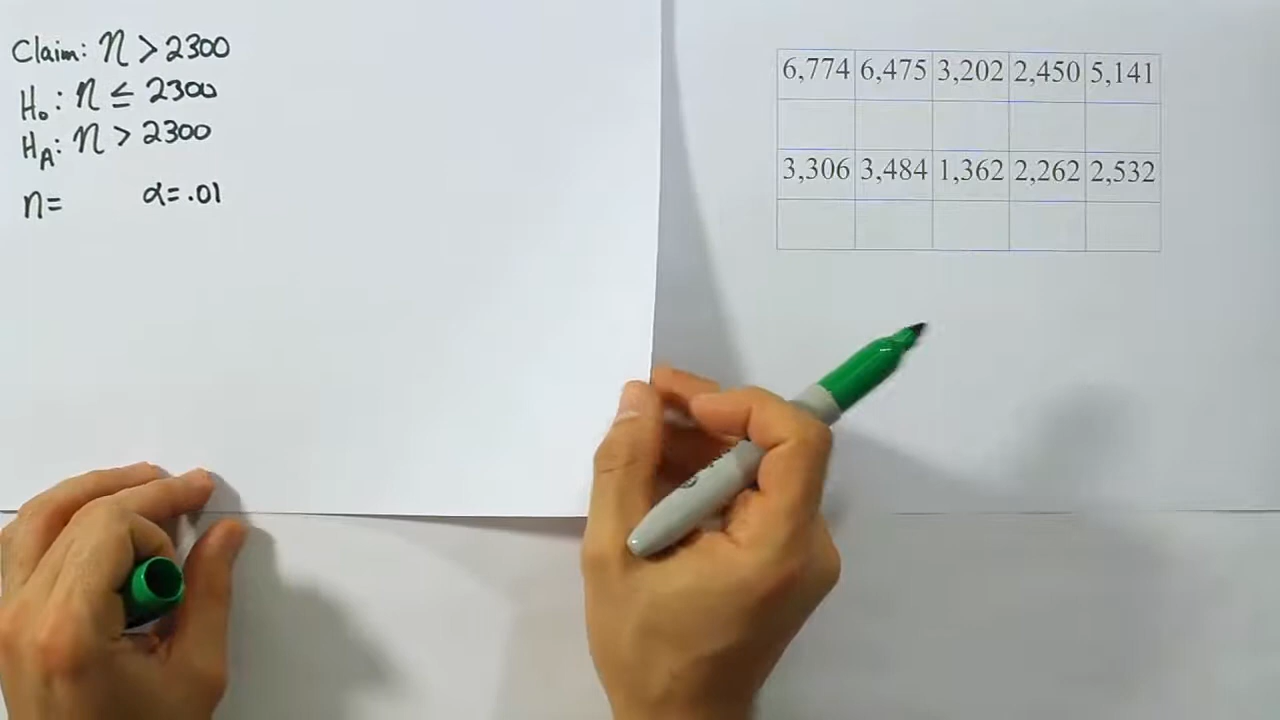 Claim: η > 2300
H₀: η ≤ 2300
H_A: η > 2300
n= α=.01
6,774 6,475 3,202 2,450 5,141
3,306 3,484 1,362 2,262 2,532